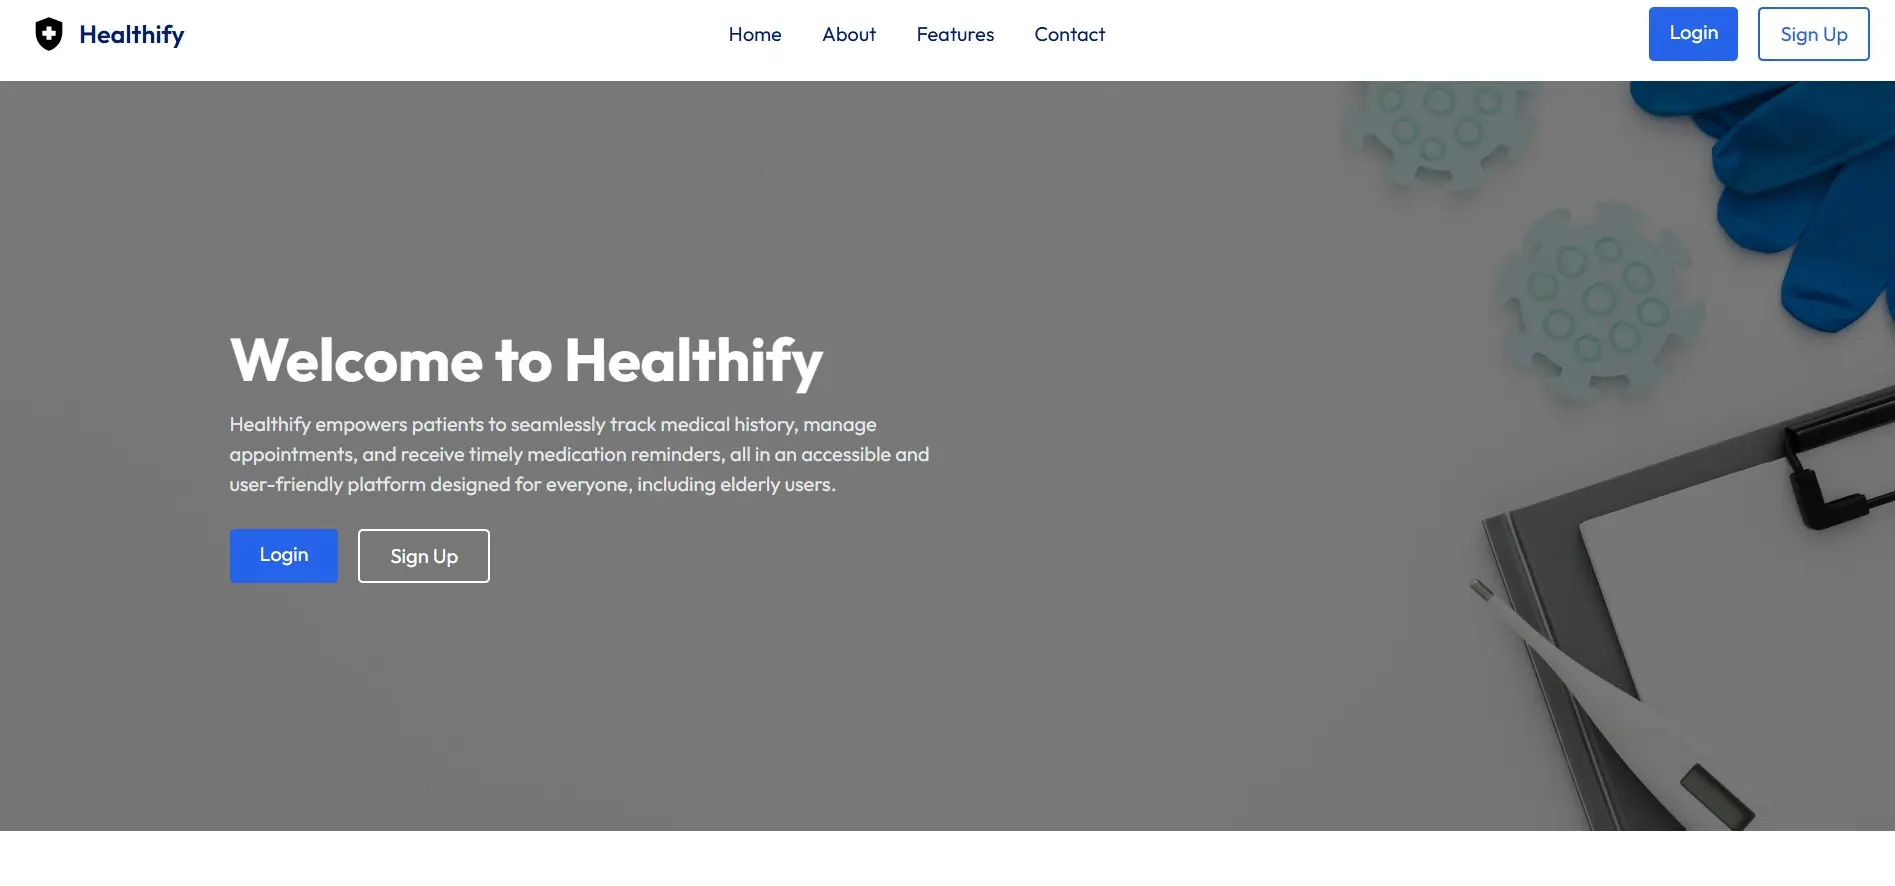 Healthify
Home
About
Features
Contact
Login
Sign Up
Welcome to Healthify
Healthify empowers patients to seamlessly track medical history, manage
appointments, and receive timely medication reminders, all in an accessible and
user-friendly platform designed for everyone, including elderly users.
Login
Sign Up